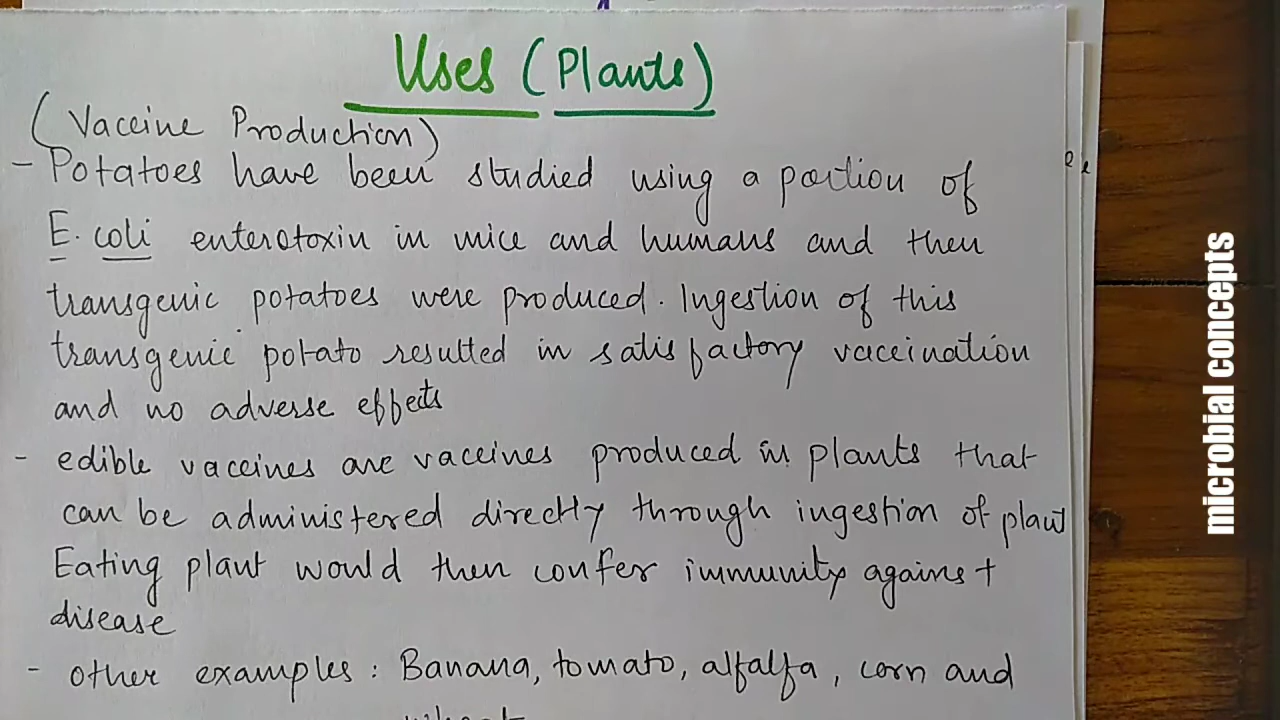 Uses (Plants)
(Vaccine Production)
- Potatoes have been studied using a portion of
E. coli enterotoxin in mice and humans and then
transgenic potatoes were produced. Ingestion of this
transgenic potato resulted in satisfactory vaccination
and no adverse effects
- edible vaccines are vaccines produced in plants that
can be administered directly through ingestion of plant
Eating plant would then confer immunity against
disease
- other examples : Banana, tomato, alfalfa, corn and
microbial concepts